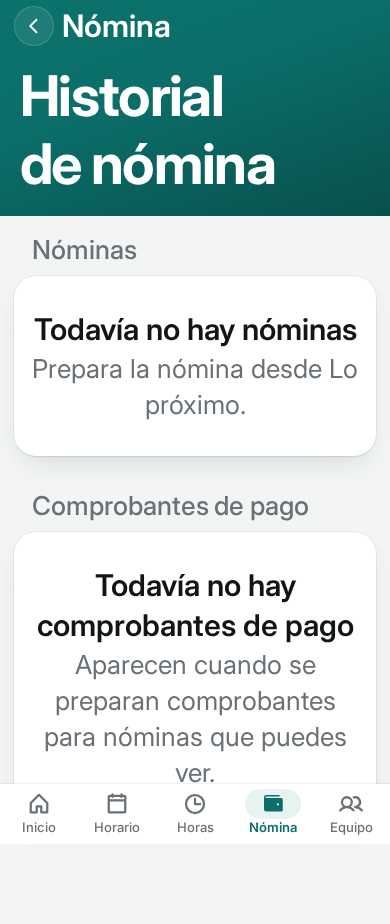 Nómina
Historial
de nómina
Nóminas
Todavía no hay nóminas
Prepara la nómina desde Lo
próximo.
Comprobantes de pago
Todavía no hay
comprobantes de pago
Aparecen cuando se
preparan comprobantes
para nóminas que puedes
ver.
Inicio
Horario
Horas
Nómina
Equipo